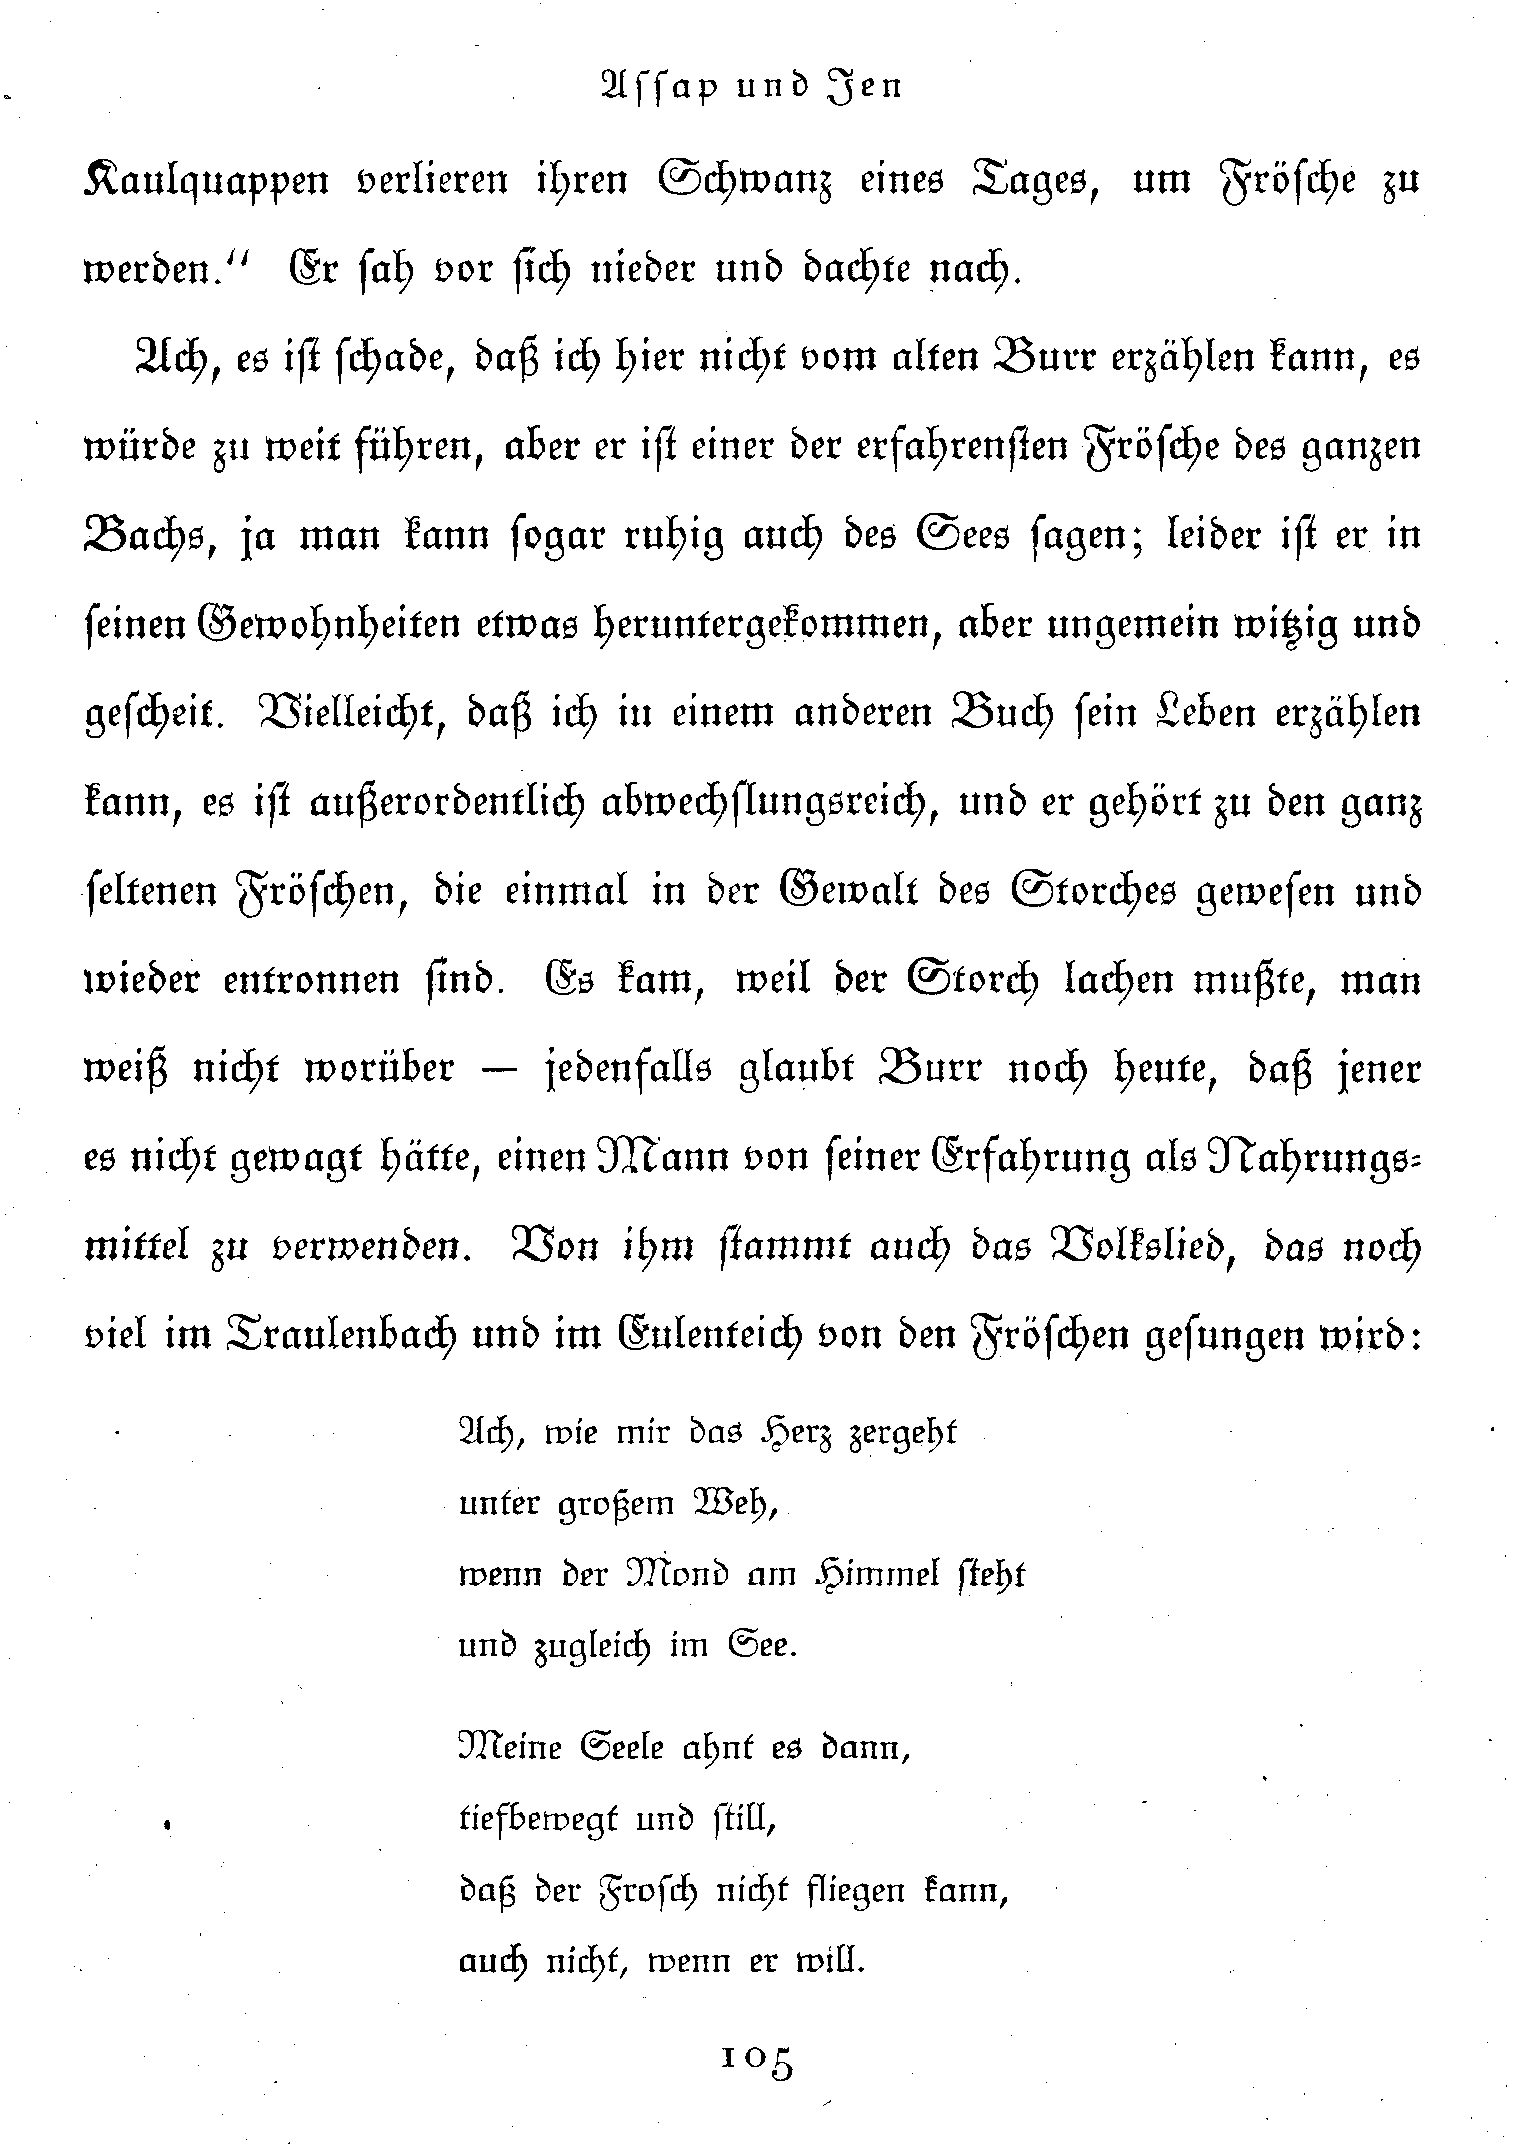 Assap und Jen
Kaulquappen verlieren ihren Schwanz eines Tages, um Frösche zu
werden.“ Er sah vor sich nieder und dachte nach.
Ach, es ist schade, daß ich hier nicht vom alten Burr erzählen kann, es
würde zu weit führen, aber er ist einer der erfahrensten Frösche des ganzen
Bachs, ja man kann sogar ruhig auch des Sees sagen; leider ist er in
seinen Gewohnheiten etwas heruntergekommen, aber ungemein witzig und
gescheit. Vielleicht, daß ich in einem anderen Buch sein Leben erzählen
kann, es ist außerordentlich abwechslungsreich, und er gehört zu den ganz
seltenen Fröschen, die einmal in der Gewalt des Storches gewesen und
wieder entronnen sind. Es kam, weil der Storch lachen mußte, man
weiß nicht worüber — jedenfalls glaubt Burr noch heute, daß jener
es nicht gewagt hätte, einen Mann von seiner Erfahrung als Nahrungs-
mittel zu verwenden. Von ihm stammt auch das Volkslied, das noch
viel im Traulenbach und im Eulenteich von den Fröschen gesungen wird:
Ach, wie mir das Herz zergeht
unter großem Weh,
wenn der Mond am Himmel steht
und zugleich im See.
Meine Seele ahnt es dann,
tiefbewegt und still,
daß der Frosch nicht fliegen kann,
auch nicht, wenn er will.
105